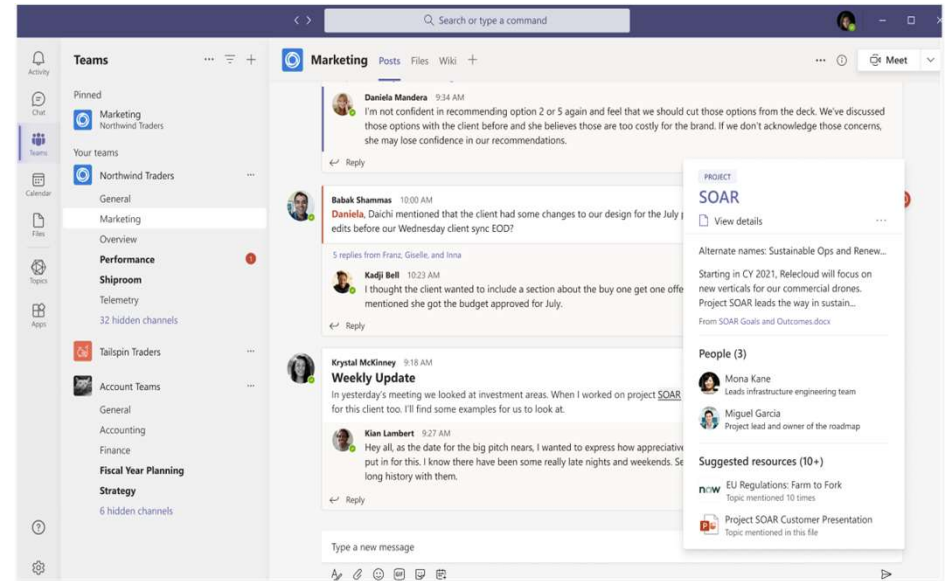 Search or type a command
Activity
Chat
Teams
Calendar
Files
Topics
Apps
Teams
Pinned
Marketing
Northwind Traders
Your teams
Northwind Traders
General
Marketing
Overview
Performance
1
Shiproom
Telemetry
32 hidden channels
Tailspin Traders
Account Teams
General
Accounting
Finance
Fiscal Year Planning
Strategy
6 hidden channels
Marketing Posts Files Wiki
Meet
Daniela Mandera 9:34 AM
I'm not confident in recommending option 2 or 5 again and feel that we should cut those options from the deck. We've discussed
those options with the client before and she believes those are too costly for the brand. If we don't acknowledge those concerns,
she may lose confidence in our recommendations.
Reply
Babak Shammas 10:00 AM
Daniela, Daichi mentioned that the client had some changes to our design for the July
edits before our Wednesday client sync EOD?
5 replies from Franz, Giselle, and Inna
Kadji Bell 10:23 AM
I thought the client wanted to include a section about the buy one get one
mentioned she got the budget approved for July.
Reply
Krystal McKinney 9:18 AM
Weekly Update
In yesterday's meeting we looked at investment areas. When I worked on project SOAR
for this client too. I'll find some examples for us to look at.
Kian Lambert 9:27 AM
Hey all, as the date for the big pitch nears, I wanted to express how appreciative
put in for this. I know there have been some really late nights and weekends.
long history with them.
Reply
Type a new message
GIF
PROJECT
SOAR
View details
Alternate names: Sustainable Ops and Renew...
Starting in CY 2021, Relecloud will focus on
new verticals for our commercial drones.
Project SOAR leads the way in sustain...
From SOAR Goals and Outcomes.docx
People (3)
Mona Kane
Leads infrastructure engineering team
Miguel Garcia
Project lead and owner of the roadmap
Suggested resources (10+)
now
EU Regulations: Farm to Fork
Topic mentioned 10 times
Project SOAR Customer Presentation
Topic mentioned in this file